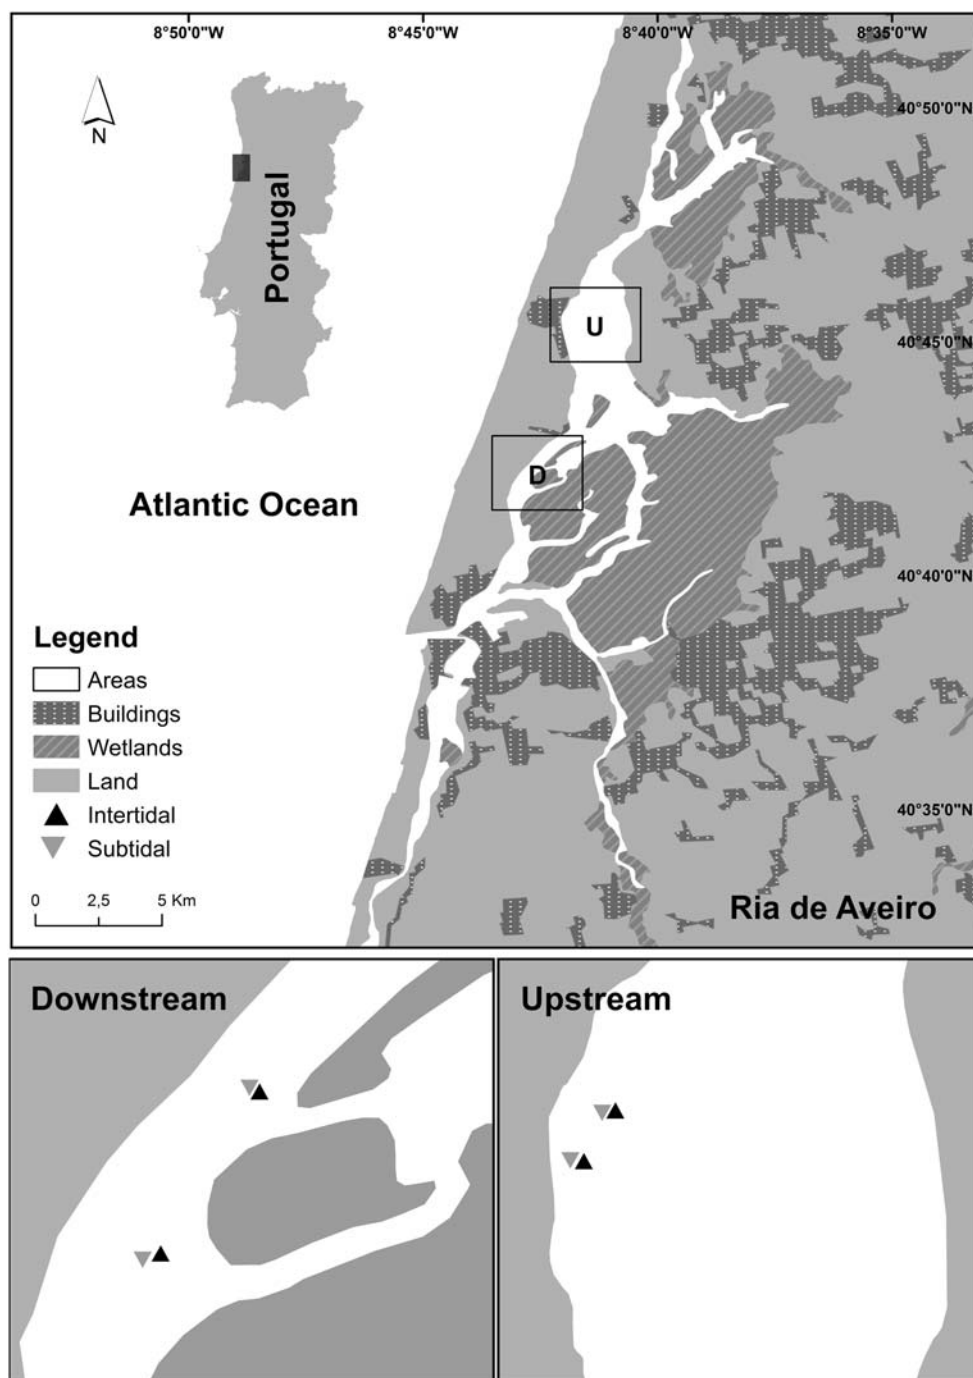 8°50'0"W
8°45'0"W
8°40'0"W
8°35'0"W
40°50'0"N
N
Portugal
U
40°45'0"N
D
Atlantic Ocean
40°40'0"N
Legend
Areas
Buildings
Wetlands
Land
Intertidal
Subtidal
40°35'0"N
0 2,5 5 Km
Ria de Aveiro
Downstream
Upstream